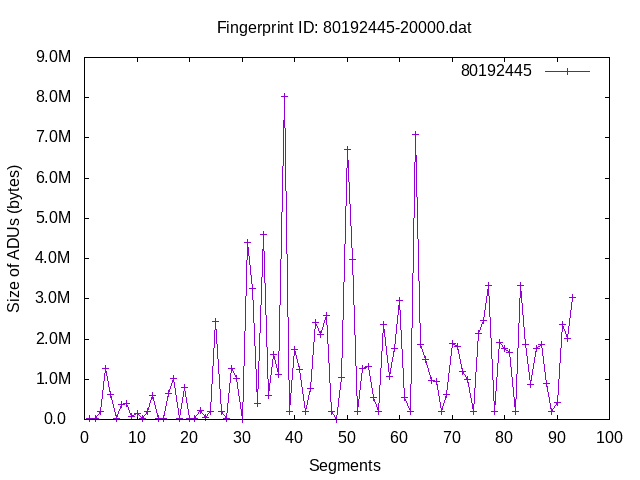 Fingerprint ID: 80192445-20000.dat
9.0M
80192445
8.0M
7.0M
6.0M
5.0M
4.0M
3.0M
2.0M
1.0M
0.0
Size of ADUs (bytes)
0 10 20 30 40 50 60 70 80 90 100
Segments